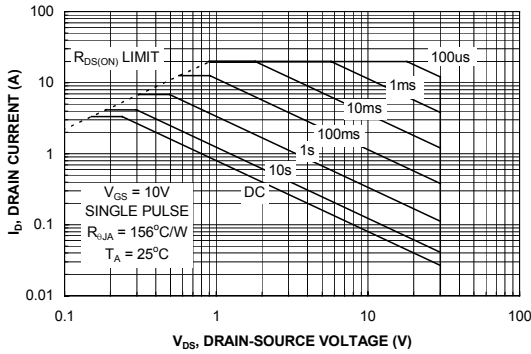 100
10
1
0.1
0.01
I_D, DRAIN CURRENT (A)
R_DS(ON) LIMIT
100us
1ms
10ms
100ms
1s
10s
DC
V_GS = 10V
SINGLE PULSE
R_θJA = 156°C/W
T_A = 25°C
0.1
1
10
100
V_DS, DRAIN-SOURCE VOLTAGE (V)